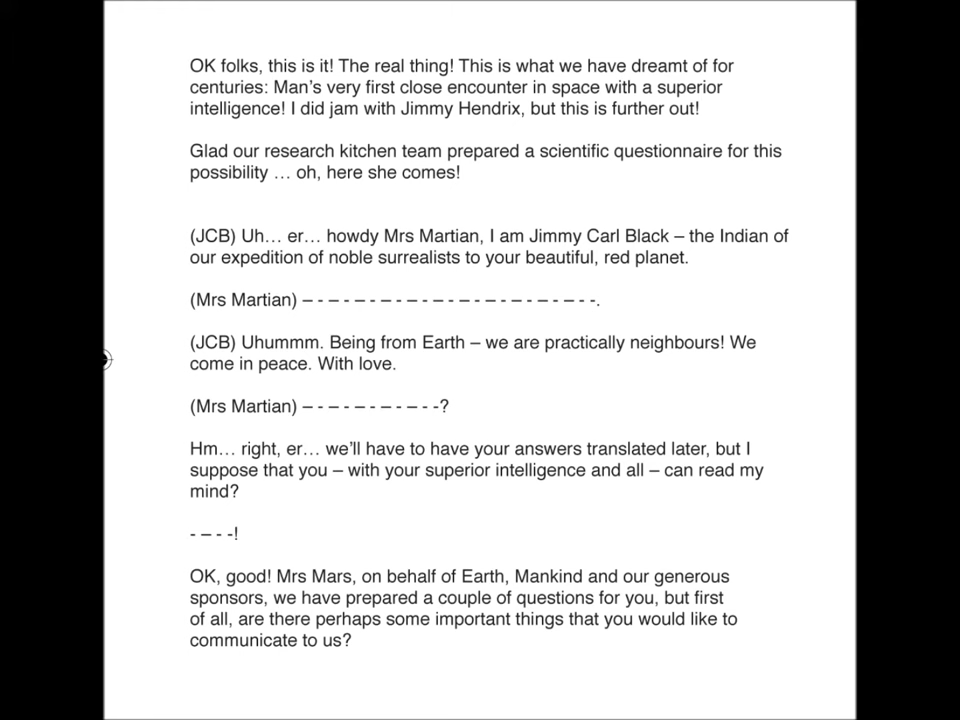 OK folks, this is it! The real thing! This is what we have dreamt of for
centuries: Man’s very first close encounter in space with a superior
intelligence! I did jam with Jimmy Hendrix, but this is further out!
Glad our research kitchen team prepared a scientific questionnaire for this
possibility … oh, here she comes!
(JCB) Uh… er… howdy Mrs Martian, I am Jimmy Carl Black – the Indian of
our expedition of noble surrealists to your beautiful, red planet.
(Mrs Martian) – - – - – - – - – - – - – - – - – - – - – - -.
(JCB) Uhummm. Being from Earth – we are practically neighbours! We
come in peace. With love.
(Mrs Martian) – - – - – - – - – - -?
Hm… right, er… we’ll have to have your answers translated later, but I
suppose that you – with your superior intelligence and all – can read my
mind?
- – - -!
OK, good! Mrs Mars, on behalf of Earth, Mankind and our generous
sponsors, we have prepared a couple of questions for you, but first
of all, are there perhaps some important things that you would like to
communicate to us?